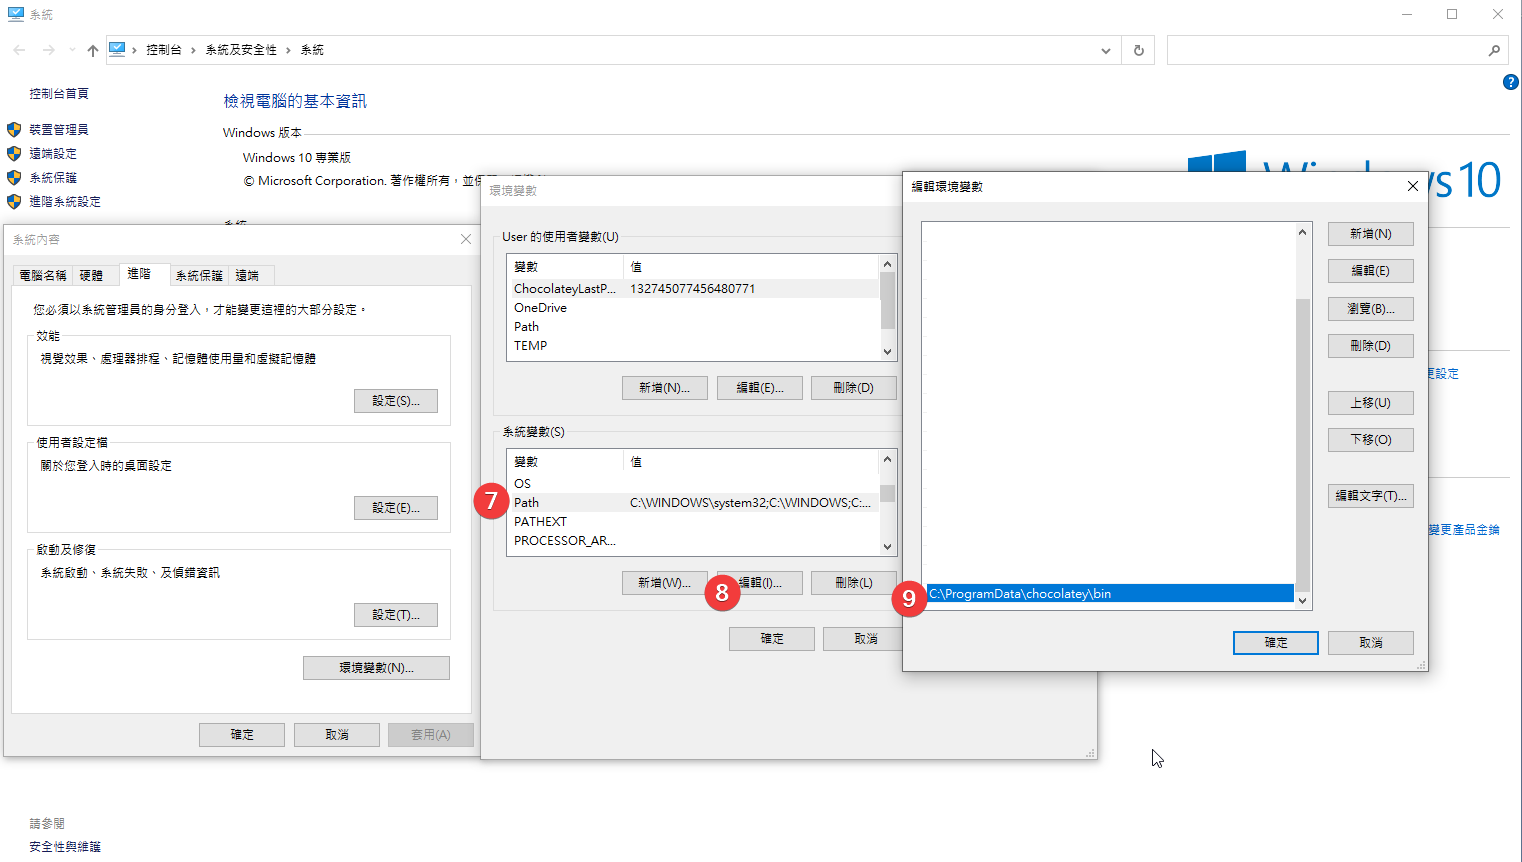 系統
控制台 › 系統及安全性 › 系統
控制台首頁
裝置管理員
遠端設定
系統保護
進階系統設定
檢視電腦的基本資訊
Windows 版本
Windows 10 專業版
© Microsoft Corporation. 著作權所有，並
系統內容
電腦名稱 硬體 進階 系統保護 遠端
您必須以系統管理員的身分登入，才能變更這裡的大部分設定。
效能
視覺效果、處理器排程、記憶體使用量和虛擬記憶體
設定(S)...
使用者設定檔
關於您登入時的桌面設定
設定(E)...
啟動及修復
系統啟動、系統失敗、及偵錯資訊
設定(T)...
環境變數(N)...
確定 取消 套用(A)
請參閱
安全性與維護
環境變數
User 的使用者變數(U)
變數 值
ChocolateyLastP... 132745077456480771
OneDrive
Path
TEMP
新增(N)... 編輯(E)... 刪除(D)
系統變數(S)
變數 值
OS
7 Path C:\WINDOWS\system32;C:\WINDOWS;C:...
PATHEXT
PROCESSOR_AR...
新增(W)... 8 編輯(I)... 刪除(L)
確定 取消
編輯環境變數
新增(N)
編輯(E)
瀏覽(B)...
刪除(D)
上移(U)
下移(O)
編輯文字(T)...
9 C:\ProgramData\chocolatey\bin
確定 取消
?
ws 10
更設定
變更產品金鑰